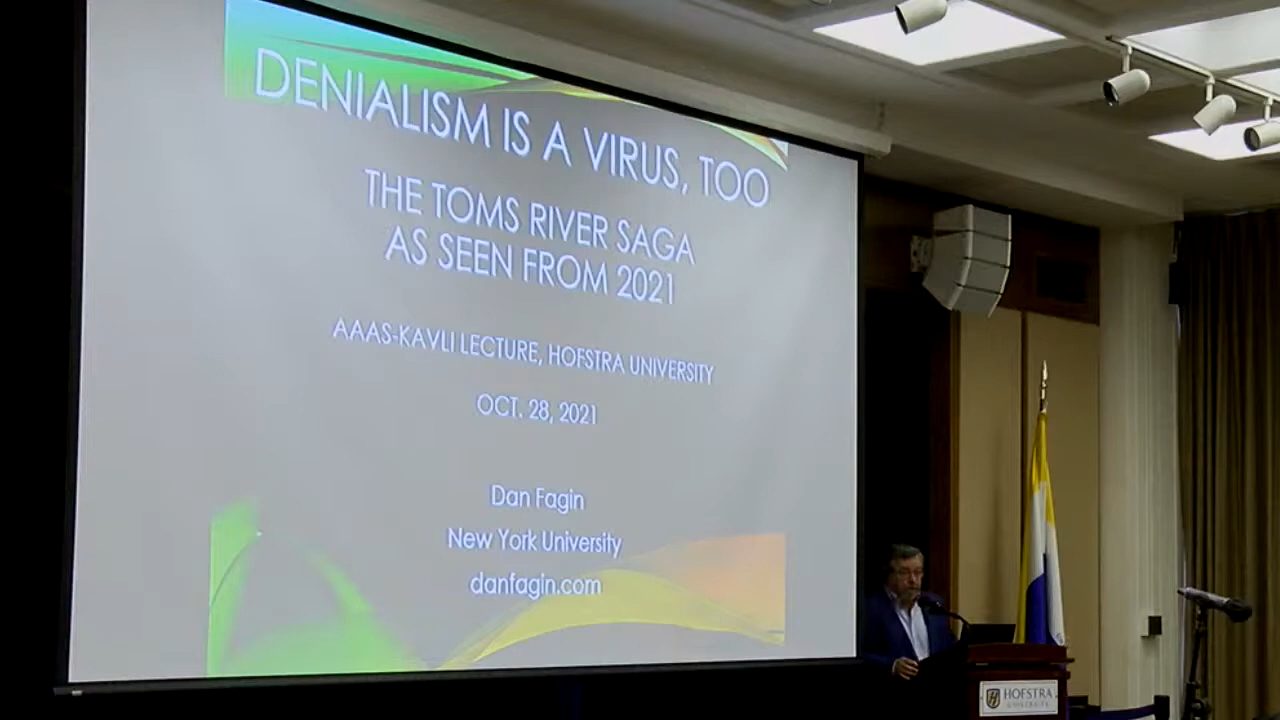 DENIALISM IS A VIRUS, TOO
THE TOMS RIVER SAGA
AS SEEN FROM 2021
AAAS-KAVLI LECTURE, HOFSTRA UNIVERSITY
OCT. 28, 2021
Dan Fagin
New York University
danfagin.com
HOFSTRA
UNIVERSITY